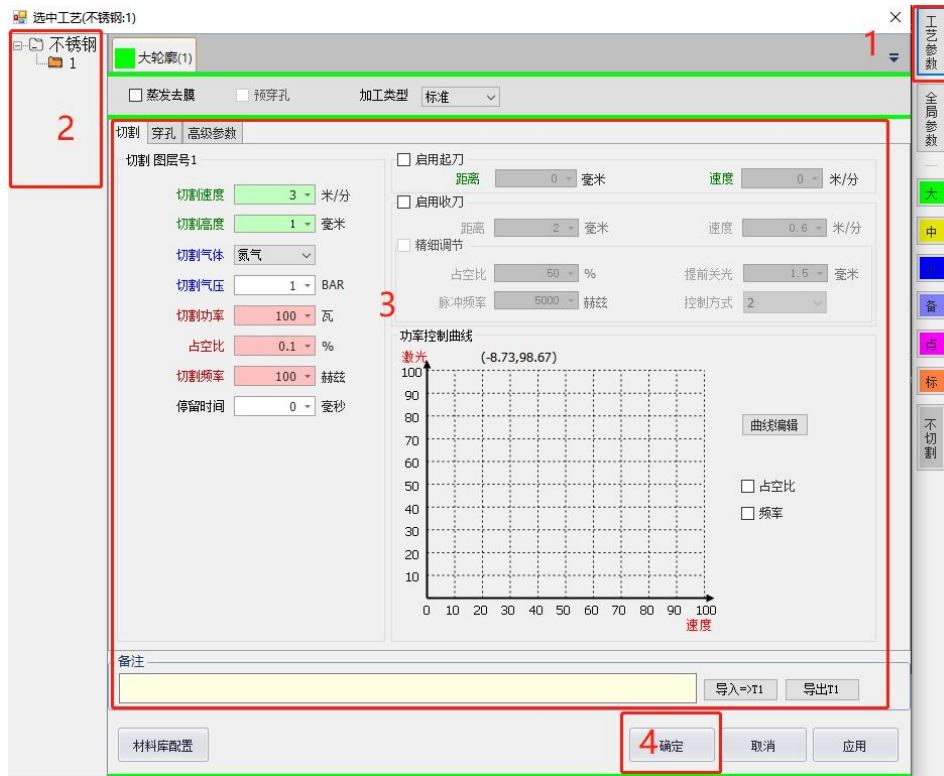 选中工艺(不锈钢:1)
不锈钢
1
2
大轮廓(1)
1
蒸发去膜 预穿孔 加工类型 标准
切割 穿孔 高级参数
切割 图层号1
切割速度 3 米/分
切割高度 1 毫米
切割气体 氮气
切割气压 1 BAR
切割功率 100 瓦
占空比 0.1 %
切割频率 100 赫兹
停留时间 0 毫秒
3
启用起刀
距离 0 毫米 速度 0 米/分
启用收刀
距离 2 毫米 速度 0.6 米/分
精细调节
占空比 50 % 提前关光 1.5 毫米
脉冲频率 5000 赫兹 控制方式 2
功率控制曲线
激光 (-8.73,98.67)
100
90
80
70
60
50
40
30
20
10
0 10 20 30 40 50 60 70 80 90 100
速度
曲线编辑
占空比
频率
备注
导入=>T1 导出T1
材料库配置 4 确定 取消 应用
工艺参数
全局参数
大
中
备
点
标
不切割